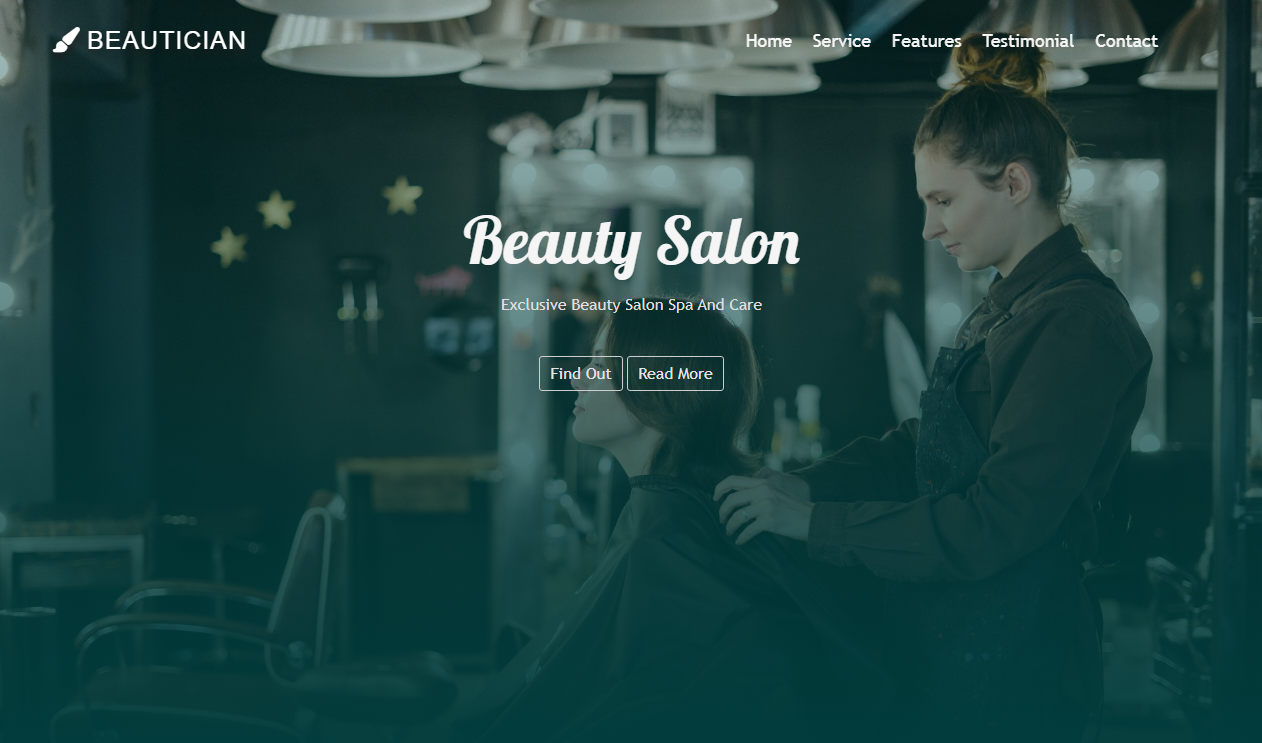 BEAUTICIAN
Home Service Features Testimonial Contact
Beauty Salon
Exclusive Beauty Salon Spa And Care
Find Out Read More